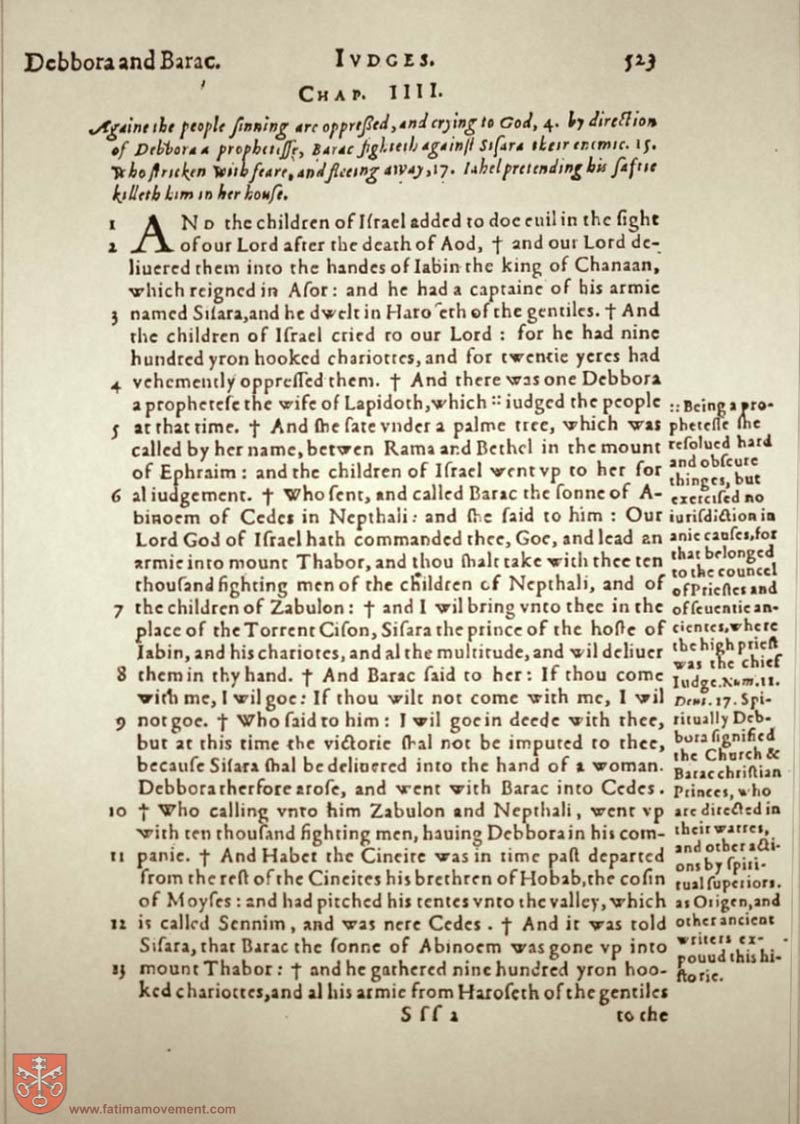 Debbora and Barac. IVDGES. 523
CHAP. IIII.
Againe the people ſinning are oppreßed, and crying to God, 4. by direction
of Debbora a propheteſſe, Barac fighteth againſt Siſara their enimie. 15.
Who ſtricken with feare, and fleeing away, 17. Iahel pretending his ſaftie
killeth him in her houſe.
1 AND the children of Iſrael added to doe euil in the ſight
2 of our Lord after the death of Aod, † and our Lord de-
liuered them into the handes of Iabin the king of Chanaan,
which reigned in Aſor: and he had a captaine of his armie
3 named Siſara, and he dwelt in Haroſeth of the gentiles. † And
the children of Iſrael cried to our Lord: for he had nine
hundred yron hooked chariottes, and for twentie yeres had
4 vehemently oppreſſed them. † And there was one Debbora
a propheteſe the wife of Lapidoth, which :: iudged the people
5 at that time. † And ſhe ſate vnder a palme tree, which was
called by her name, betwen Rama and Bethel in the mount
of Ephraim: and the children of Iſrael went vp to her for
6 al iudgement. † Who ſent, and called Barac the ſonne of A-
binoem of Cedes in Nepthali: and ſhe ſaid to him: Our
Lord God of Iſrael hath commanded thee, Goe, and lead an
armie into mount Thabor, and thou ſhalt take with thee ten
thouſand fighting men of the children of Nepthali, and of
7 the children of Zabulon: † and I wil bring vnto thee in the
place of the Torrent Ciſon, Siſara the prince of the hoſte of
Iabin, and his chariotes, and al the multitude, and wil deliuer
8 them in thy hand. † And Barac ſaid to her: If thou come
with me, I wil goe: If thou wilt not come with me, I wil
9 not goe. † Who ſaid to him: I wil goe in deede with thee,
but at this time the victorie ſhal not be imputed to thee,
becauſe Siſara ſhal be deliuered into the hand of a woman.
Debbora therfore aroſe, and went with Barac into Cedes.
10 † Who calling vnto him Zabulon and Nepthali, went vp
with ten thouſand fighting men, hauing Debbora in his com-
11 panie. † And Haber the Cineite was in time paſt departed
from the reſt of the Cineites his brethren of Hobab, the coſin
of Moyſes: and had pitched his tentes vnto the valley, which
12 is called Sennim, and was nere Cedes. † And it was told
Siſara, that Barac the ſonne of Abinoem was gone vp into
13 mount Thabor: † and he gathered nine hundred yron hoo-
ked chariottes, and al his armie from Haroſeth of the gentiles
Sſſ 2 to the
:: Being a pro-
pheteſſe ſhe
reſolued hard
and obſcure
thinges, but
exerciſed no
iurisdiction in
anie cauſes, for
that belonged
to the councel
of Prieſtes and
of ſeuentie an-
cientes, where
the high prieſt
was the chief
Iudge. Num. 11.
Deut. 17. Spi-
ritually Deb-
bora ſignified
the Church &
Barac chriſtian
Princes, who
are directed in
their warres,
and other acti-
ons by ſpiri-
tual ſuperiors.
as Origen, and
other ancient
writers ex-
pound this hi-
ſtorie.
www.fatimamovement.com